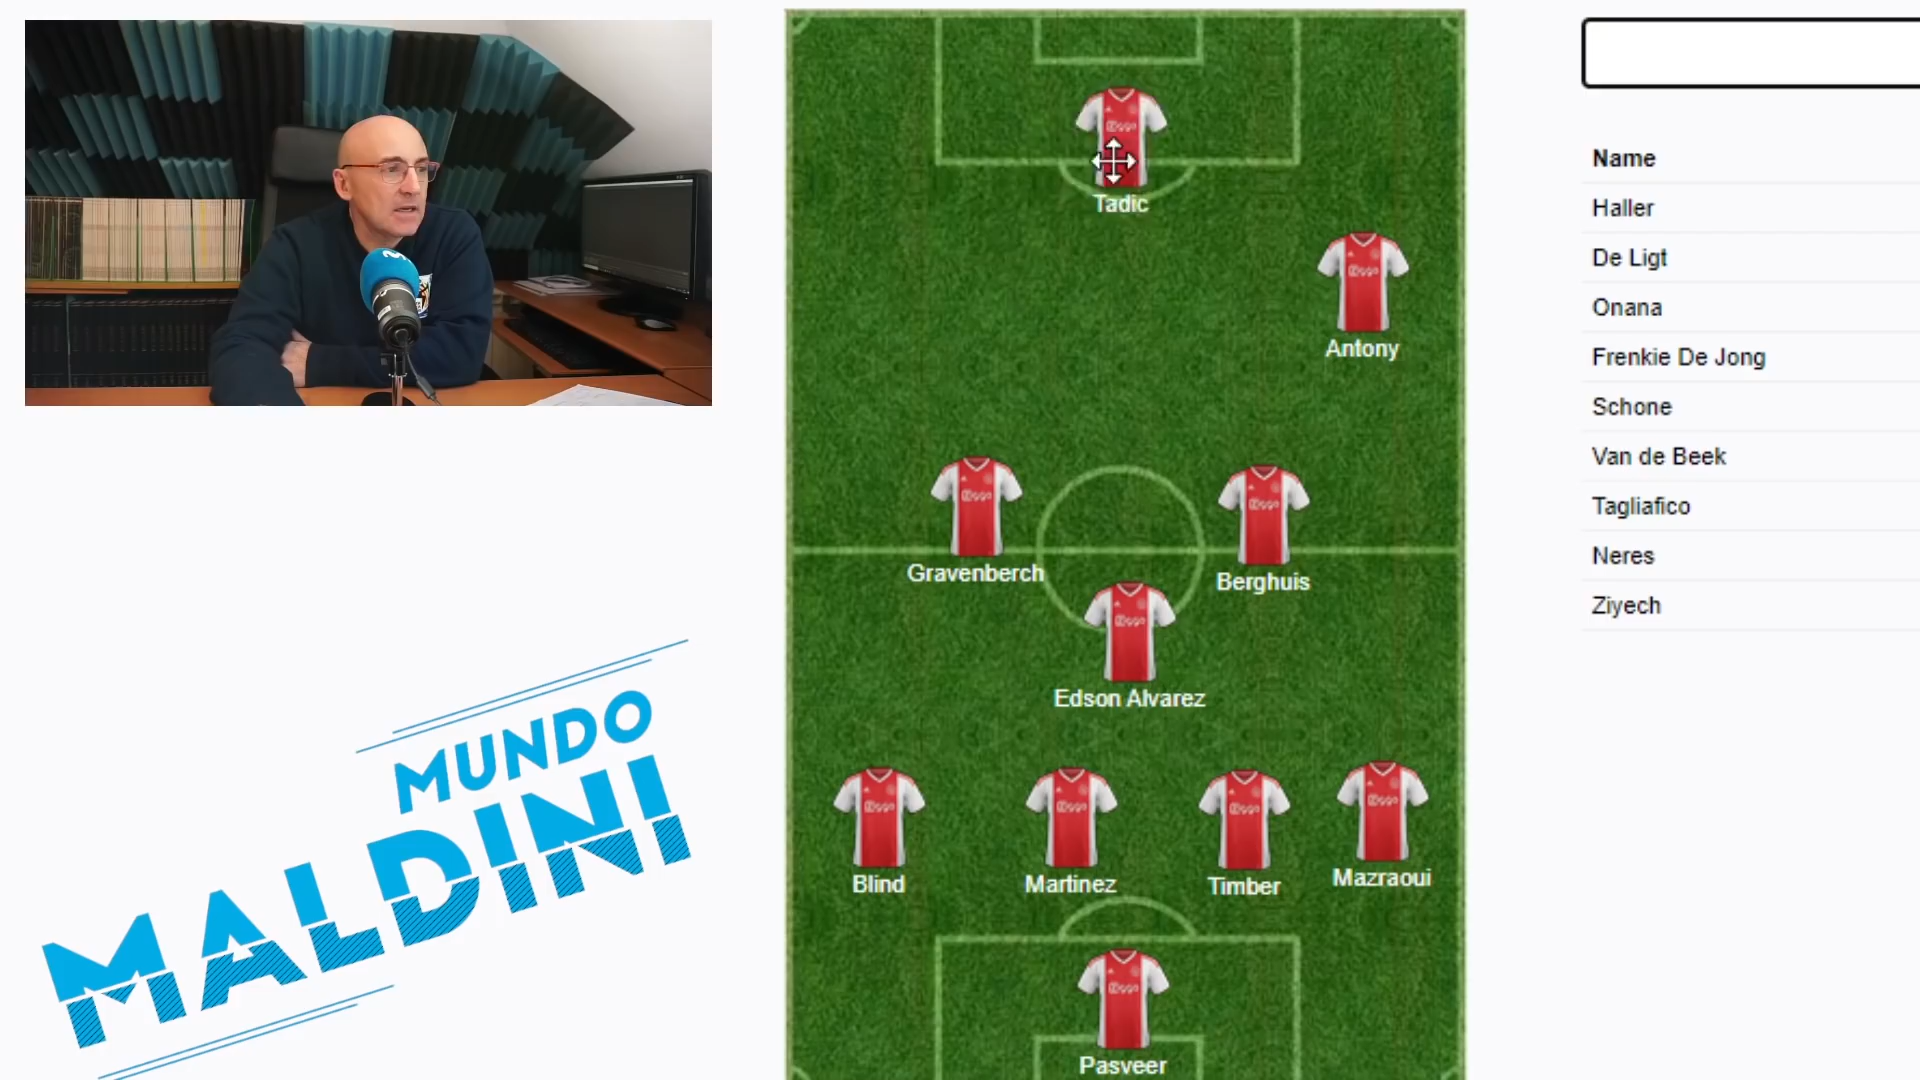 Tadic
Antony
Gravenberch
Berghuis
Edson Alvarez
Blind
Martinez
Timber
Mazraoui
Pasveer
Name
Haller
De Ligt
Onana
Frenkie De Jong
Schone
Van de Beek
Tagliafico
Neres
Ziyech
MUNDO
MALDINI